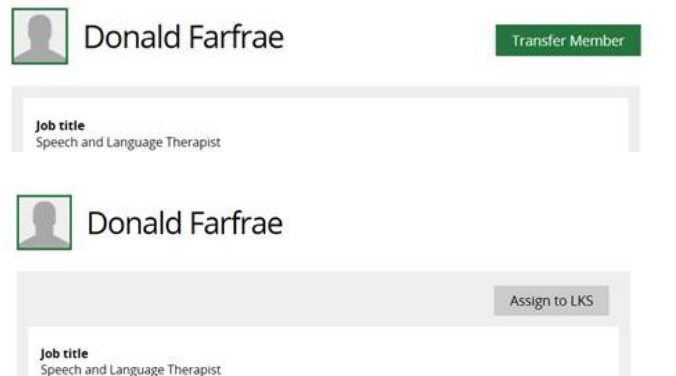 Donald Farfrae
Transfer Member
Job title
Speech and Language Therapist
Donald Farfrae
Assign to LKS
Job title
Speech and Language Therapist